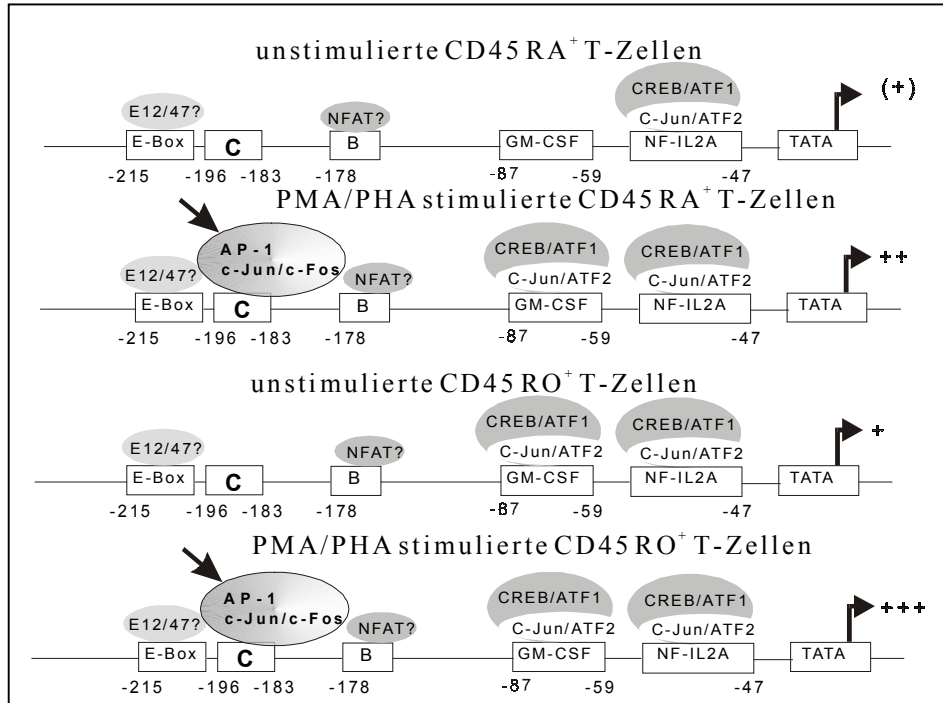 unstimulierte CD45 RA+ T-Zellen
CREB/ATF1
(+)
E12/47?
NFAT?
C-Jun/ATF2
E-Box C B GM-CSF NF-IL2A TATA
-215 -196 -183 -178 -87 -59 -47
PMA/PHA stimulierte CD45 RA+ T-Zellen
AP-1
c-Jun/c-Fos
CREB/ATF1 CREB/ATF1
++
E12/47? NFAT?
C-Jun/ATF2 C-Jun/ATF2
E-Box C B GM-CSF NF-IL2A TATA
-215 -196 -183 -178 -87 -59 -47
unstimulierte CD45 RO+ T-Zellen
CREB/ATF1 CREB/ATF1
+
E12/47? NFAT?
C-Jun/ATF2 C-Jun/ATF2
E-Box C B GM-CSF NF-IL2A TATA
-215 -196 -183 -178 -87 -59 -47
PMA/PHA stimulierte CD45 RO+ T-Zellen
AP-1
c-Jun/c-Fos
CREB/ATF1 CREB/ATF1
+++
E12/47? NFAT?
C-Jun/ATF2 C-Jun/ATF2
E-Box C B GM-CSF NF-IL2A TATA
-215 -196 -183 -178 -87 -59 -47